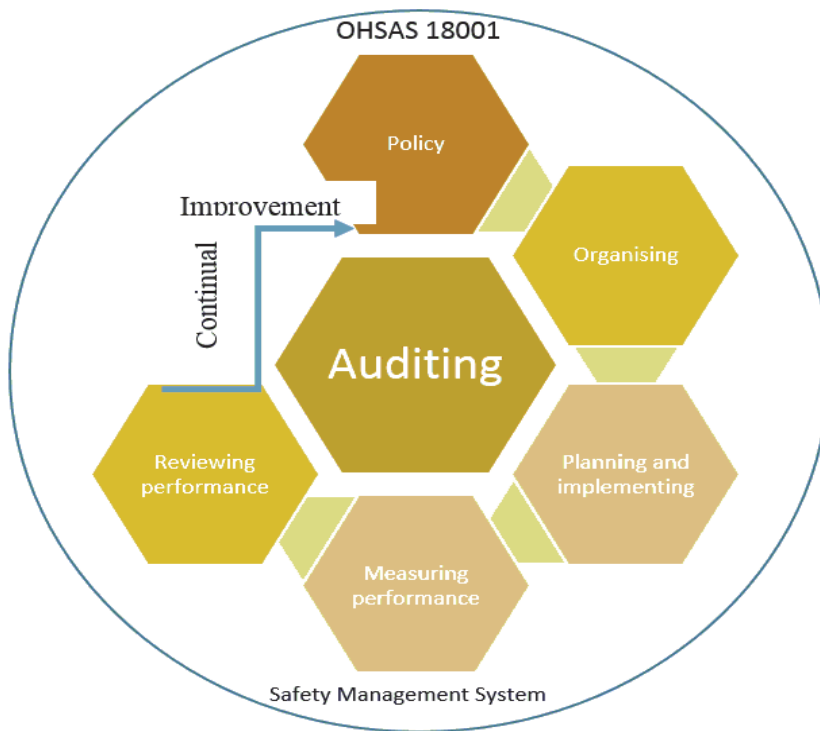 OHSAS 18001
Policy
Improvement
Organising
Continual
Auditing
Reviewing
performance
Planning and
implementing
Measuring
performance
Safety Management System